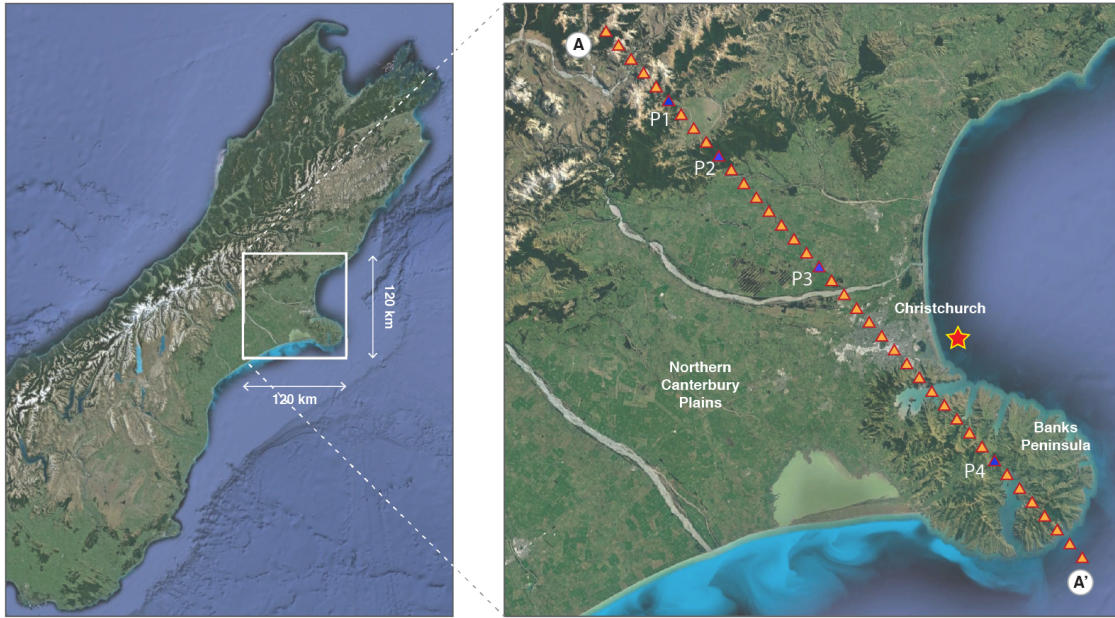 120 km
120 km
A
P1
P2
P3
Christchurch
Northern
Canterbury
Plains
Banks
Peninsula
P4
A'